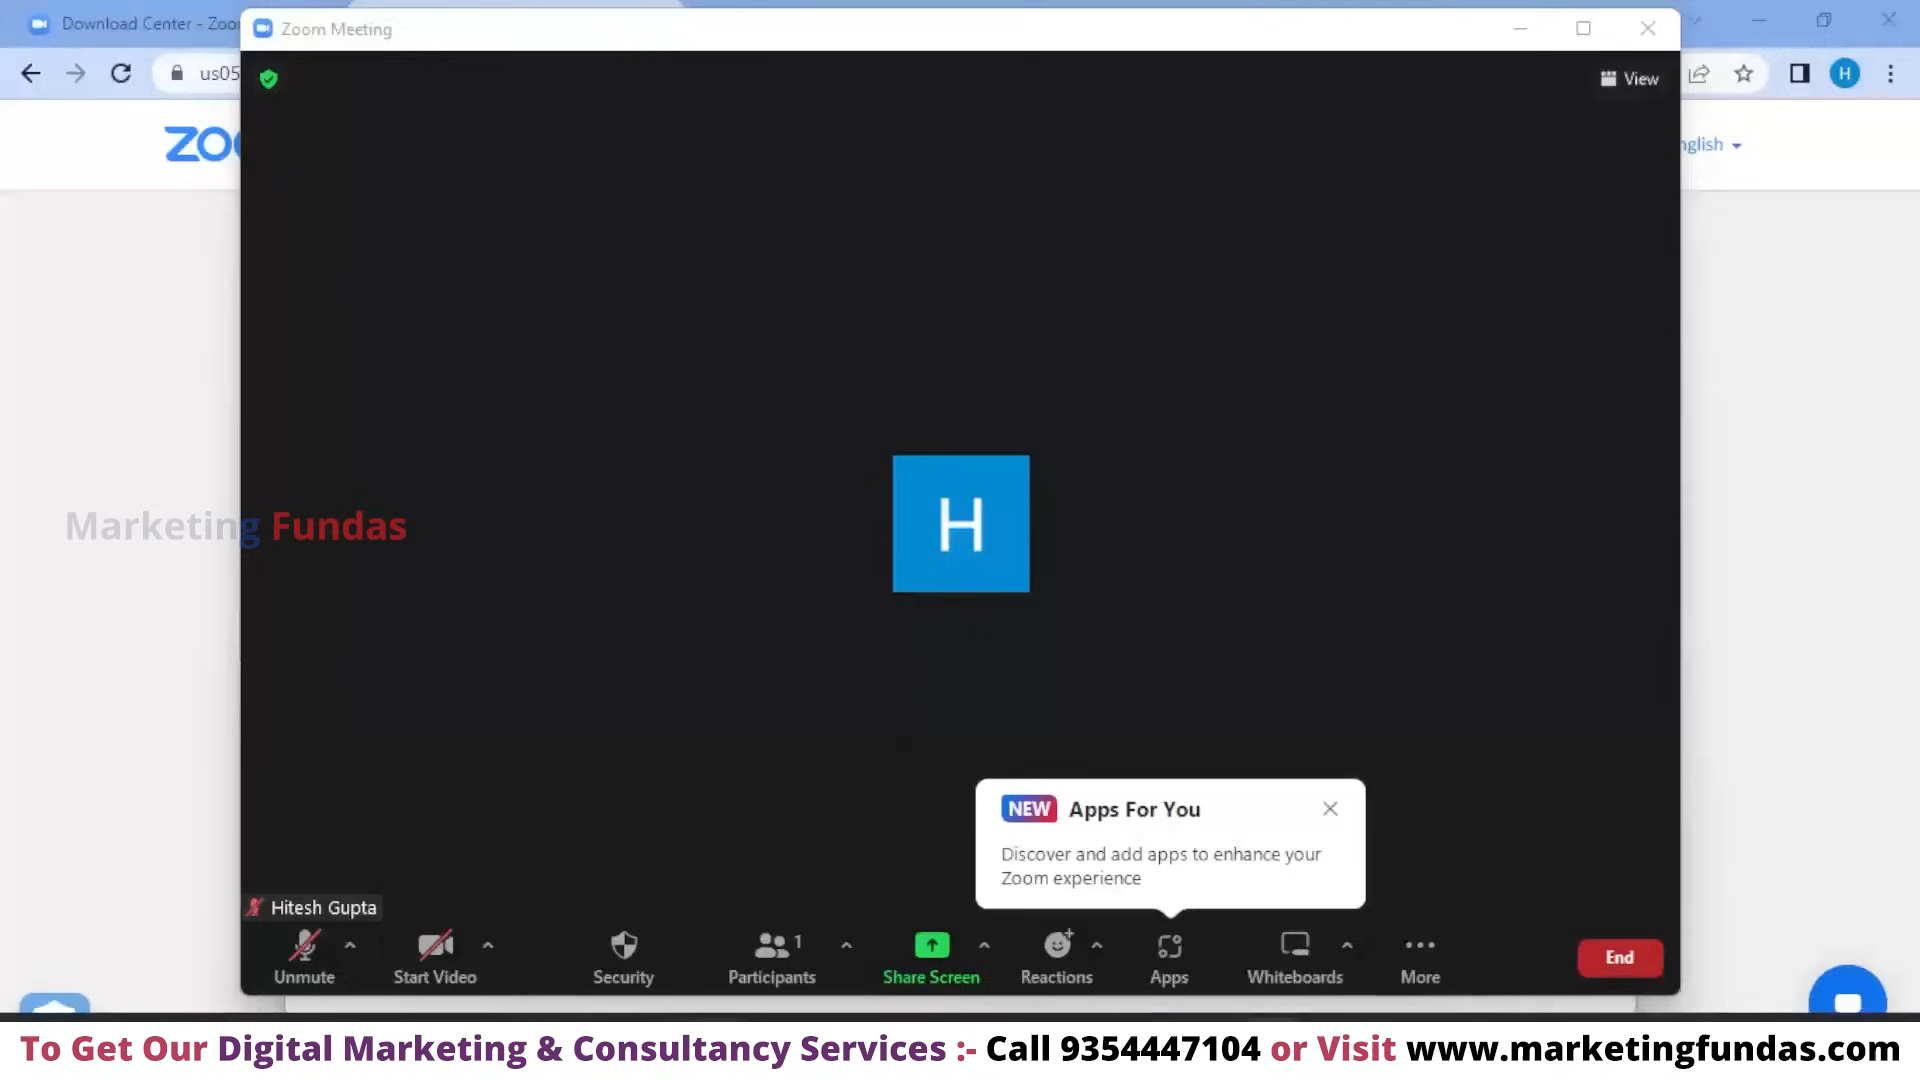 Download Center - Zoo
Zoom Meeting
us05
H
View
ZOO
nglish
H
Marketing Fundas
NEW Apps For You
Discover and add apps to enhance your
Zoom experience
Hitesh Gupta
1
Unmute Start Video Security Participants Share Screen Reactions Apps Whiteboards More End
To Get Our Digital Marketing & Consultancy Services :- Call 9354447104 or Visit www.marketingfundas.com